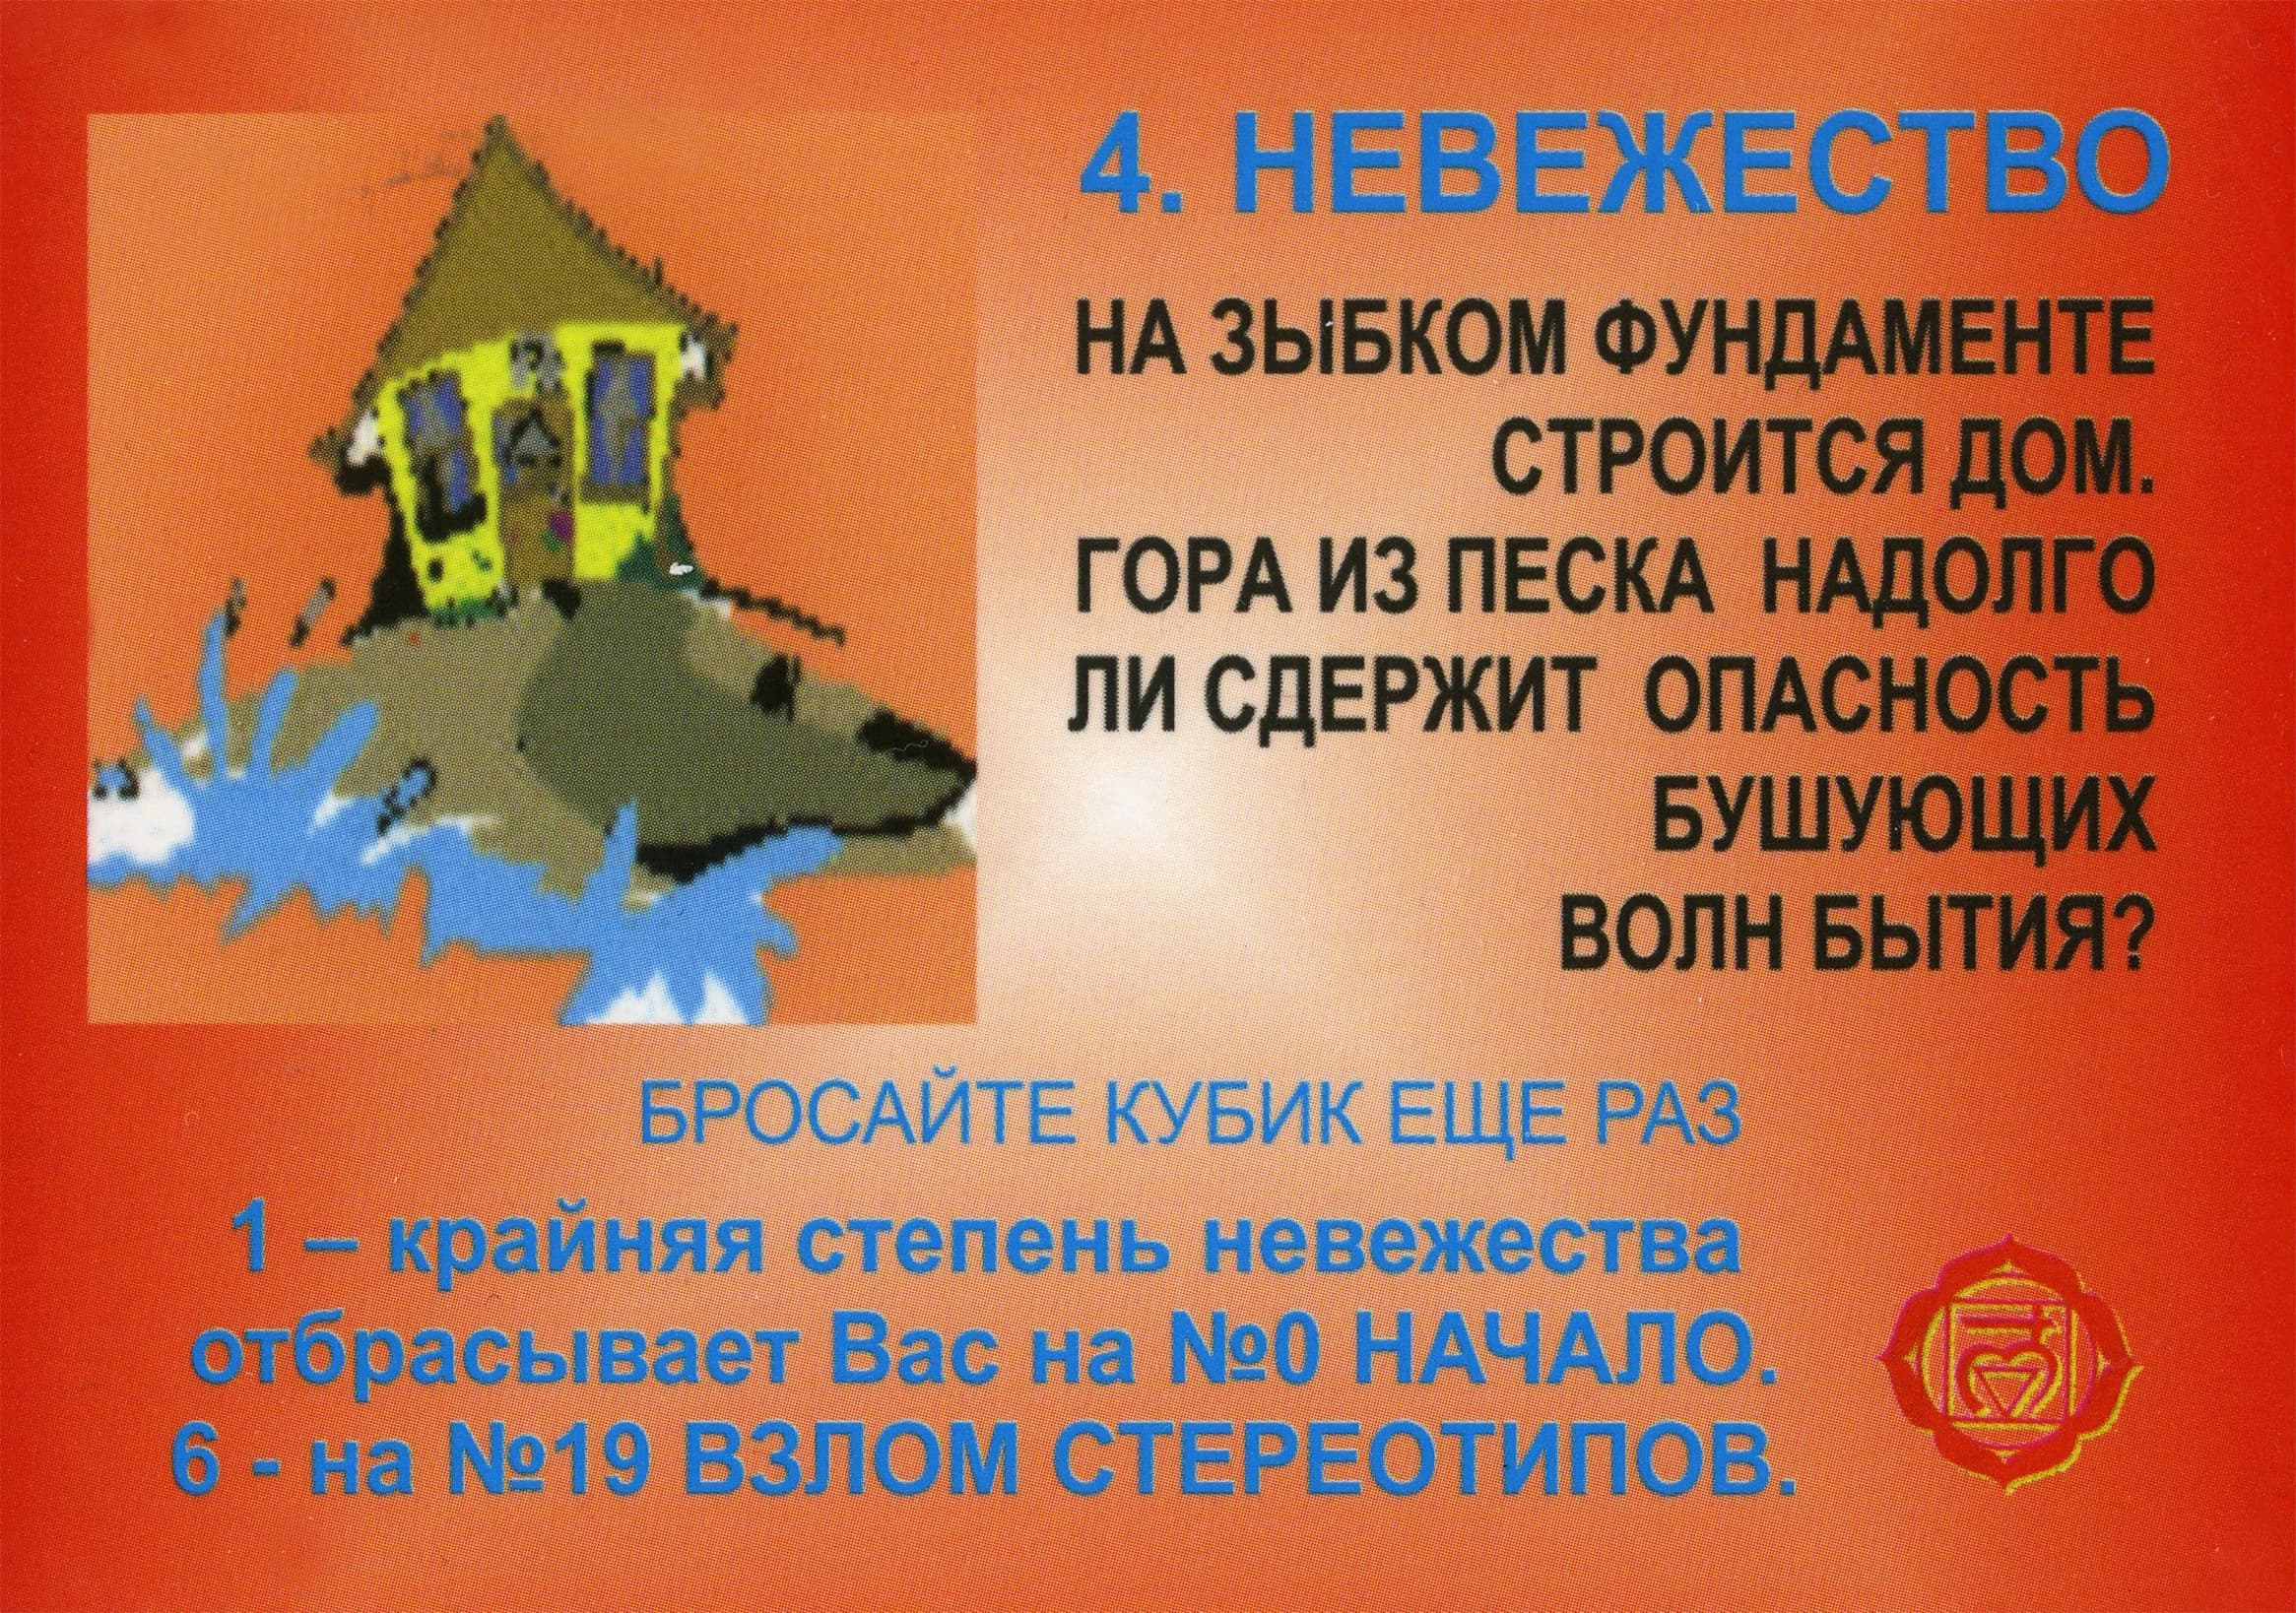 4. НЕВЕЖЕСТВО
НА ЗЫБКОМ ФУНДАМЕНТЕ
СТРОИТСЯ ДОМ.
ГОРА ИЗ ПЕСКА НАДОЛГО
ЛИ СДЕРЖИТ ОПАСНОСТЬ
БУШУЮЩИХ
ВОЛН БЫТИЯ?
БРОСАЙТЕ КУБИК ЕЩЕ РАЗ
1 – крайняя степень невежества
отбрасывает Вас на №0 НАЧАЛО.
6 - на №19 ВЗЛОМ СТЕРЕОТИПОВ.